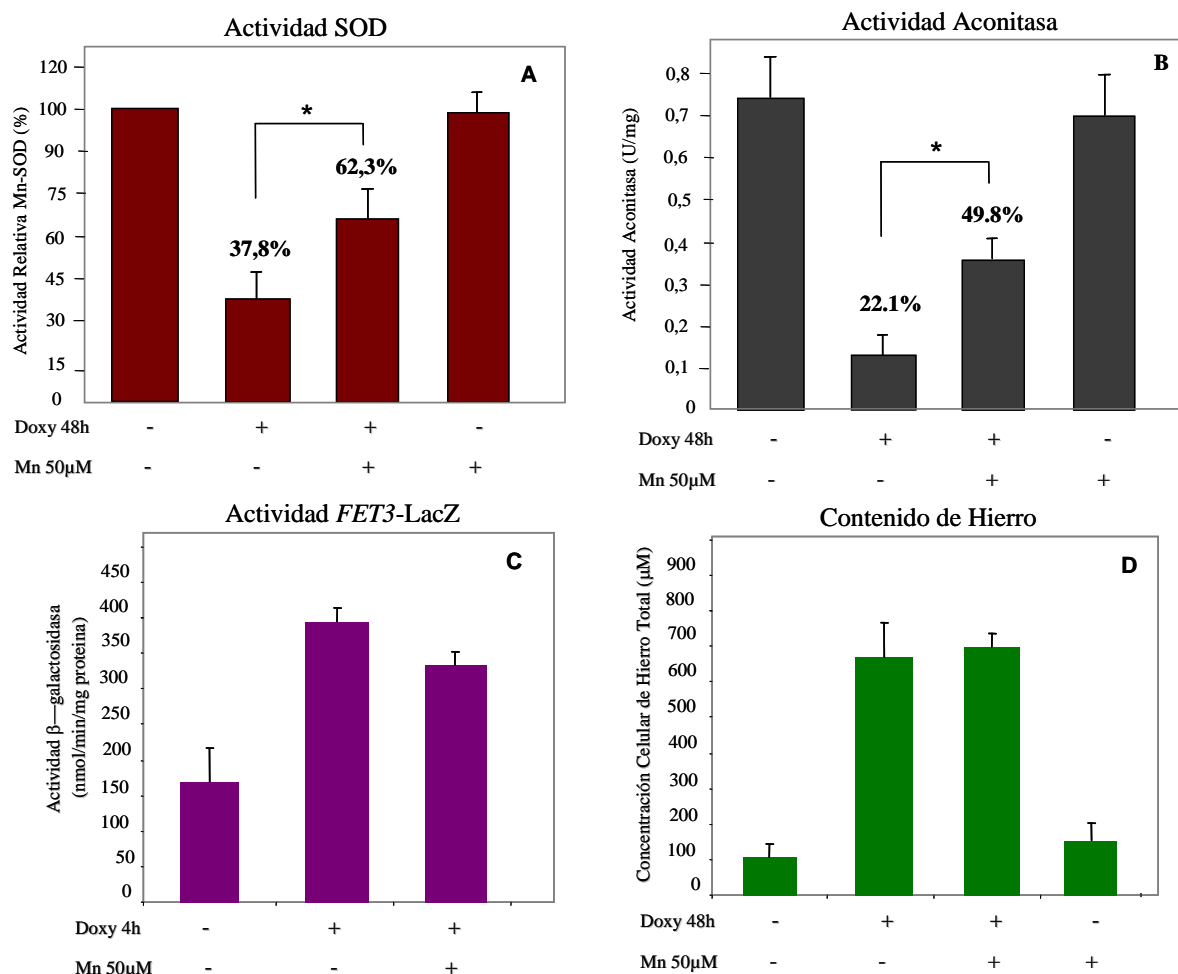 Actividad SOD
A
Actividad Relativa Mn-SOD (%)
120
100
90
75
60
45
30
15
0
37,8%
*
62,3%
Doxy 48h - + + -
Mn 50µM - - + +
Actividad Aconitasa
B
Actividad Aconitasa (U/mg)
0,8
0,7
0,6
0,5
0,4
0,3
0,2
0,1
0
22.1%
*
49.8%
Doxy 48h - + + -
Mn 50µM - - + +
Actividad FET3-LacZ
C
Actividad β—galactosidasa
(nmol/min/mg proteina)
450
400
350
300
250
200
150
100
50
0
Doxy 4h - + +
Mn 50µM - - +
Contenido de Hierro
D
Concentración Celular de Hierro Total (µM)
900
800
700
600
500
400
300
200
100
0
Doxy 48h - + + -
Mn 50µM - - + +